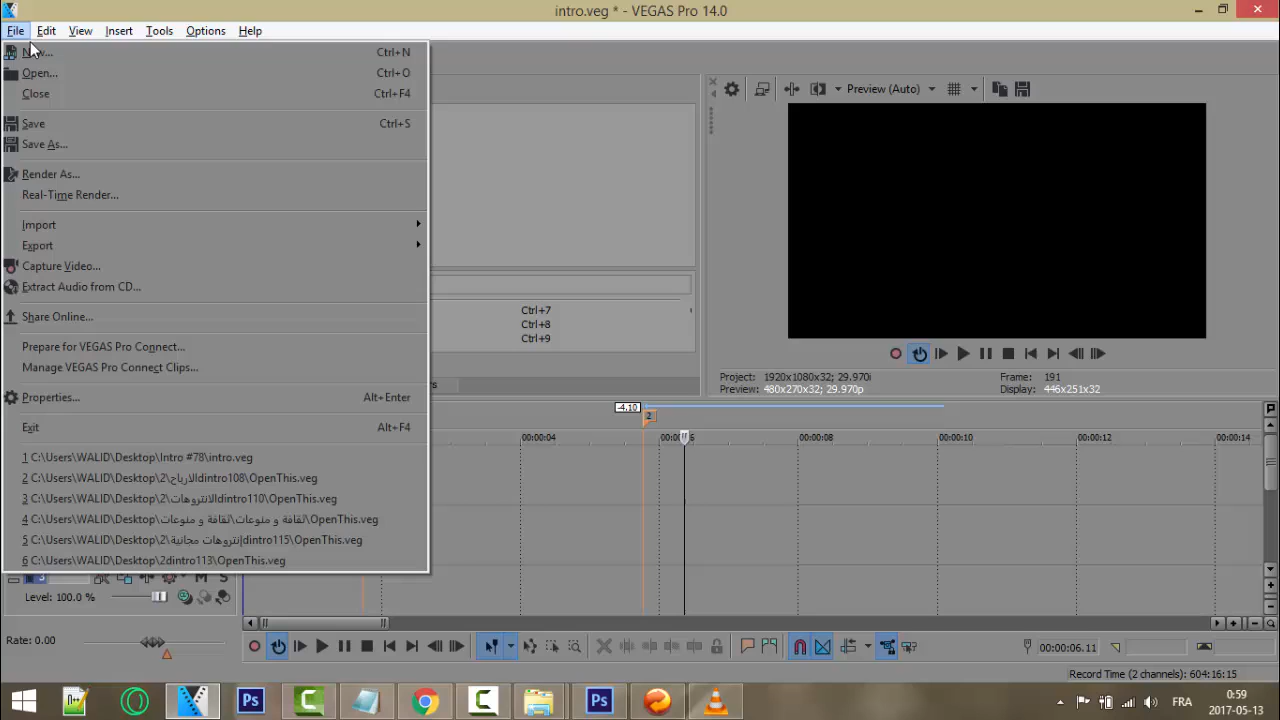 intro.veg * - VEGAS Pro 14.0
File Edit View Insert Tools Options Help
New... Ctrl+N
Open... Ctrl+O
Close Ctrl+F4
Save Ctrl+S
Save As...
Render As...
Real-Time Render...
Import
Export
Capture Video...
Extract Audio from CD...
Share Online...
Prepare for VEGAS Pro Connect...
Manage VEGAS Pro Connect Clips...
Properties... Alt+Enter
Exit Alt+F4
1 C:\Users\WALID\Desktop\Intro #78\intro.veg
2 C:\Users\WALID\Desktop\2\الارباح\dintro108\OpenThis.veg
3 C:\Users\WALID\Desktop\2\الانتروهات\dintro110\OpenThis.veg
4 C:\Users\WALID\Desktop\ثقافة و منوعات\ثقافة و منوعات\OpenThis.veg
5 C:\Users\WALID\Desktop\2\إنتروهات مجانية\dintro115\OpenThis.veg
6 C:\Users\WALID\Desktop\2dintro113\OpenThis.veg
Ctrl+7
Ctrl+8
Ctrl+9
Preview (Auto)
Project: 1920x1080x32; 29.970i Frame: 191
Preview: 480x270x32; 29.970p Display: 446x251x32
-4.10 2
00:00:04 00:00:08 00:00:10 00:00:12 00:00:14
3 M S
Level: 100.0 %
Rate: 0.00
00:00:06.11
Record Time (2 channels): 604:16:15
Ps Ps FRA 0:59
2017-05-13